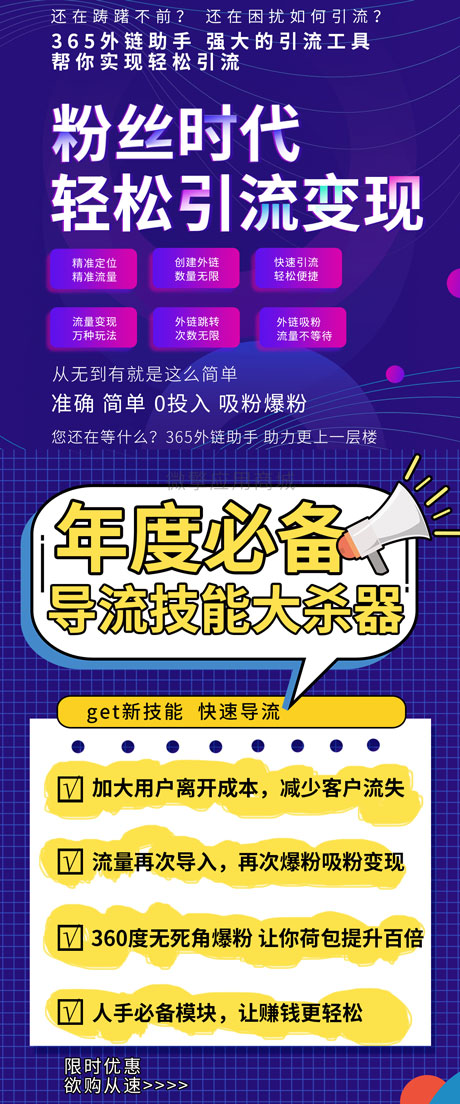 还在踌躇不前？ 还在困扰如何引流？
365外链助手 强大的引流工具
帮你实现轻松引流
粉丝时代
轻松引流变现
精准定位
精准流量
创建外链
数量无限
快速引流
轻松便捷
流量变现
万种玩法
外链跳转
次数无限
外链吸粉
流量不等待
从无到有就是这么简单
准确 简单 0投入 吸粉爆粉
您还在等什么？365外链助手 助力更上一层楼
微擎应用商城
年度必备
导流技能大杀器
get新技能 快速导流
加大用户离开成本，减少客户流失
流量再次导入，再次爆粉吸粉变现
360度无死角爆粉 让你荷包提升百倍
人手必备模块，让赚钱更轻松
限时优惠
欲购从速>>>>